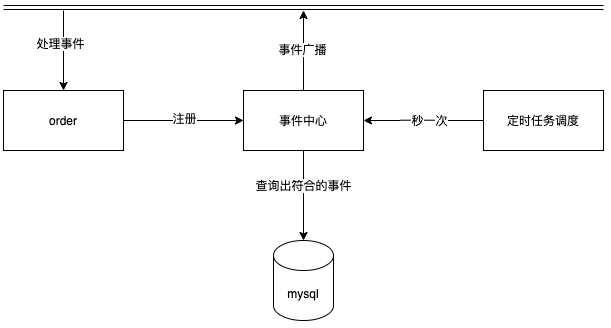 处理事件
事件广播
order
注册
事件中心
一秒一次
定时任务调度
查询出符合的事件
mysql